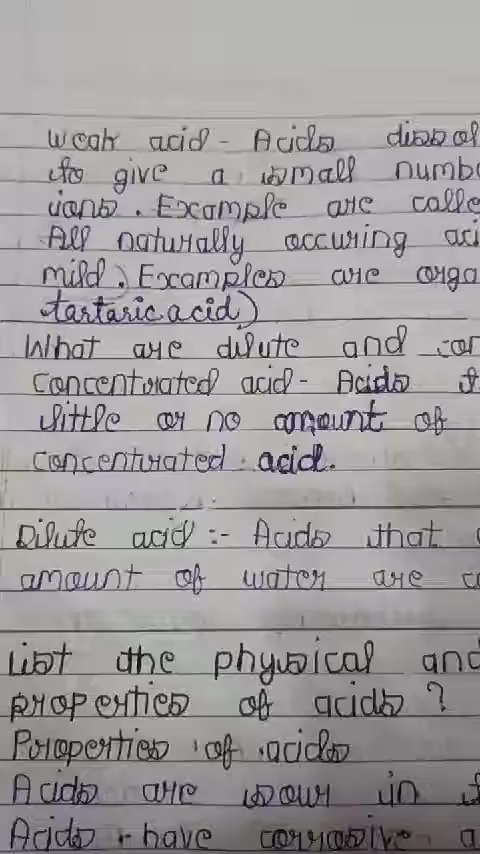 Weak acid - Acids dissol
to give a small numb
ions. Example are calle
All naturally occuring aci
mild. Examples are orga
tartaric acid)
What are dilute and con
Concentrated acid - Acids
little or no amount of
concentrated acid.
Dilute acid :- Acids that
amount of water are c
List the physical and
properties of acids ?
Properties of acids
Acids are sour in
Acids have corrosive a